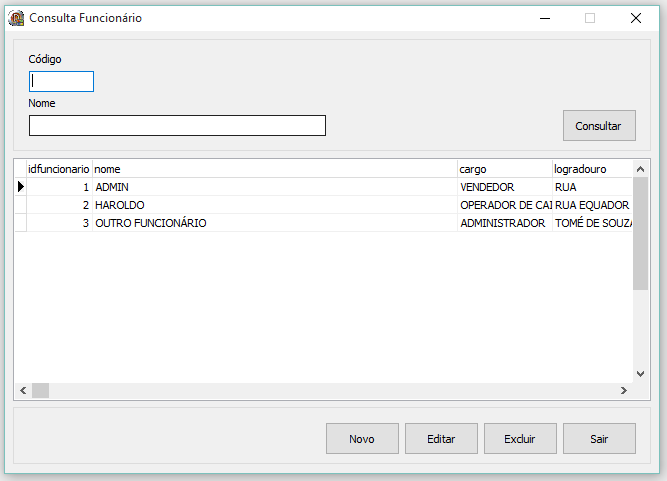 Consulta Funcionário
Código
Nome
Consultar
idfuncionario nome cargo logradouro
1 ADMIN VENDEDOR RUA
2 HAROLDO OPERADOR DE CAI RUA EQUADOR
3 OUTRO FUNCIONÁRIO ADMINISTRADOR TOMÉ DE SOUZA
Novo Editar Excluir Sair